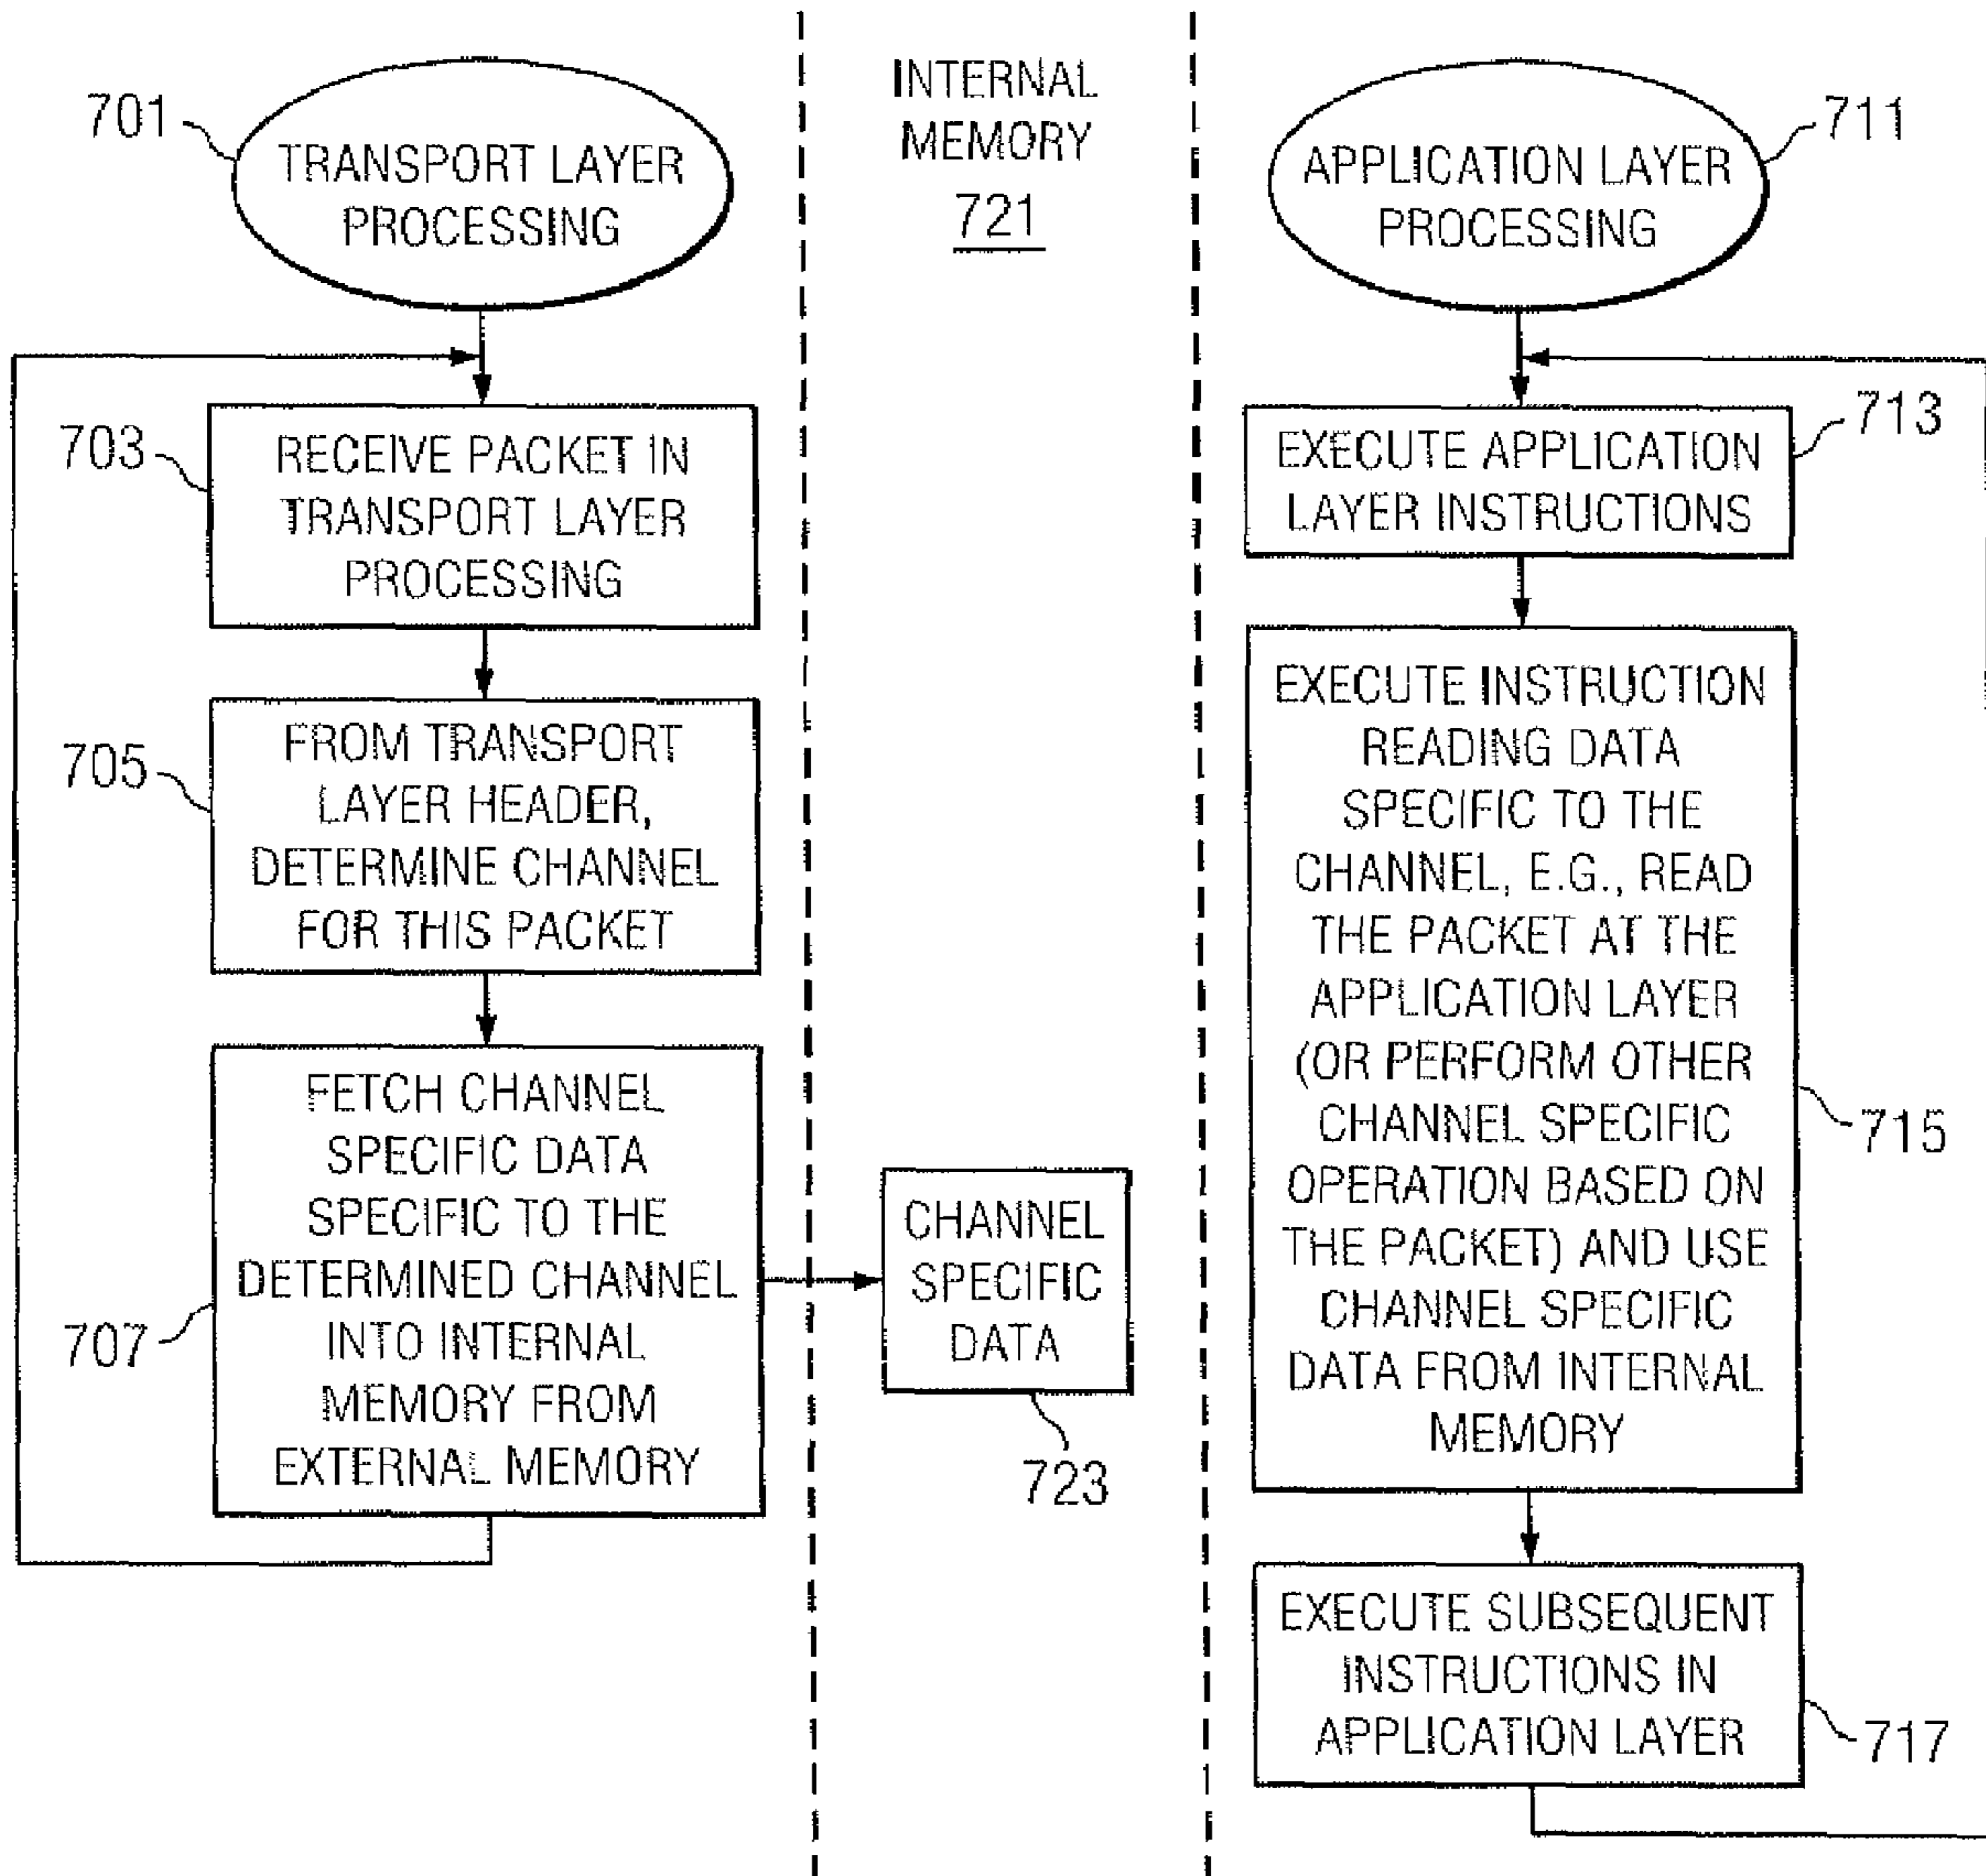 701
TRANSPORT LAYER
PROCESSING
703
RECEIVE PACKET IN
TRANSPORT LAYER
PROCESSING
705
FROM TRANSPORT
LAYER HEADER,
DETERMINE CHANNEL
FOR THIS PACKET
707
FETCH CHANNEL
SPECIFIC DATA
SPECIFIC TO THE
DETERMINED CHANNEL
INTO INTERNAL
MEMORY FROM
EXTERNAL MEMORY
INTERNAL
MEMORY
721
CHANNEL
SPECIFIC
DATA
723
APPLICATION LAYER
PROCESSING
711
EXECUTE APPLICATION
LAYER INSTRUCTIONS
713
EXECUTE INSTRUCTION
READING DATA
SPECIFIC TO THE
CHANNEL, E.G., READ
THE PACKET AT THE
APPLICATION LAYER
(OR PERFORM OTHER
CHANNEL SPECIFIC
OPERATION BASED ON
THE PACKET) AND USE
CHANNEL SPECIFIC
DATA FROM INTERNAL
MEMORY
715
EXECUTE SUBSEQUENT
INSTRUCTIONS IN
APPLICATION LAYER
717